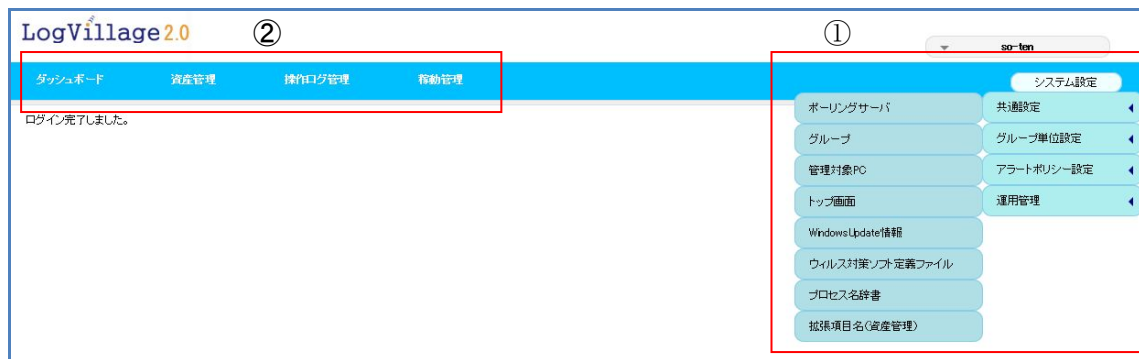 LogVillage 2.0
②
①
so-ten
ダッシュボード 資産管理 操作ログ管理 稼動管理
システム設定
ログイン完了しました。
ポーリングサーバ
グループ
管理対象PC
トップ画面
WindowsUpdate情報
ウィルス対策ソフト定義ファイル
プロセス名辞書
拡張項目名(資産管理)
共通設定
グループ単位設定
アラートポリシー設定
運用管理